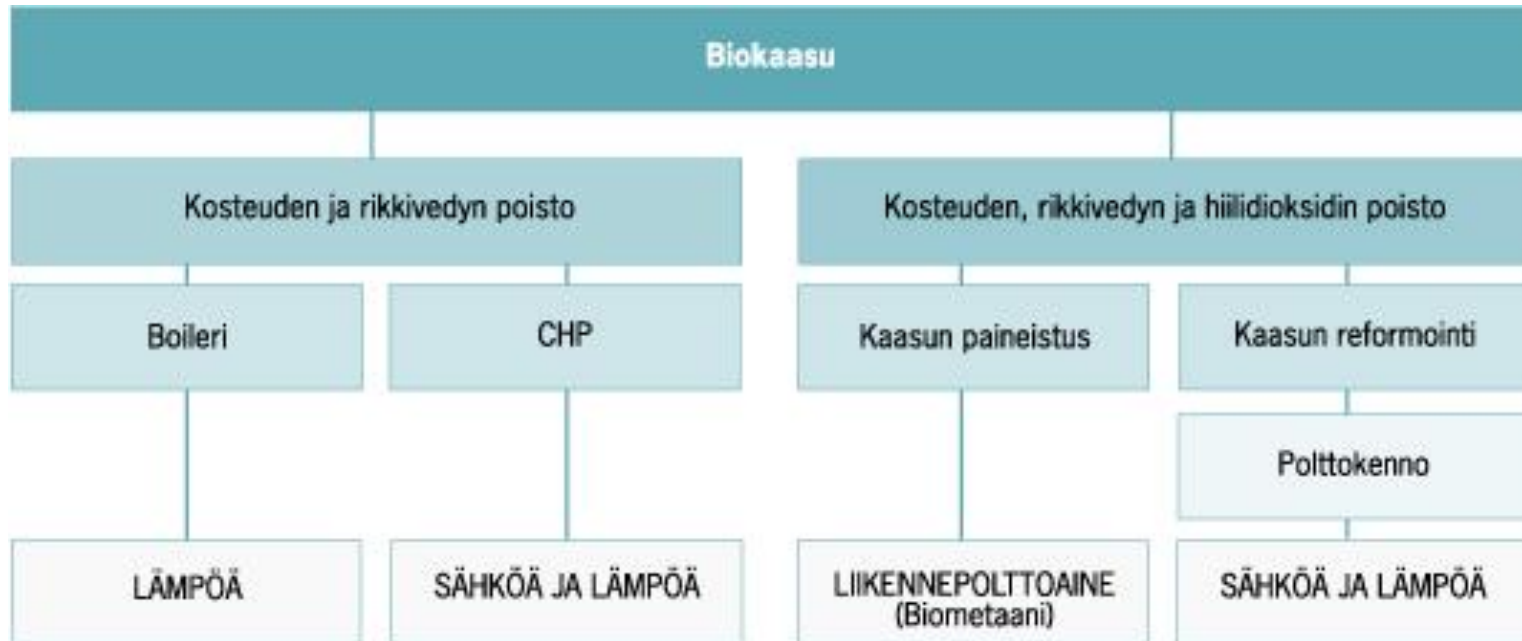 Biokaasu
Kosteuden ja rikkivedyn poisto
Kosteuden, rikkivedyn ja hiilidioksidin poisto
Boileri
CHP
Kaasun paineistus
Kaasun reformointi
Polttokenno
LÄMPÖÄ
SÄHKÖÄ JA LÄMPÖÄ
LIIKENNEPOLTTOAINE
(Biometaani)
SÄHKÖÄ JA LÄMPÖÄ